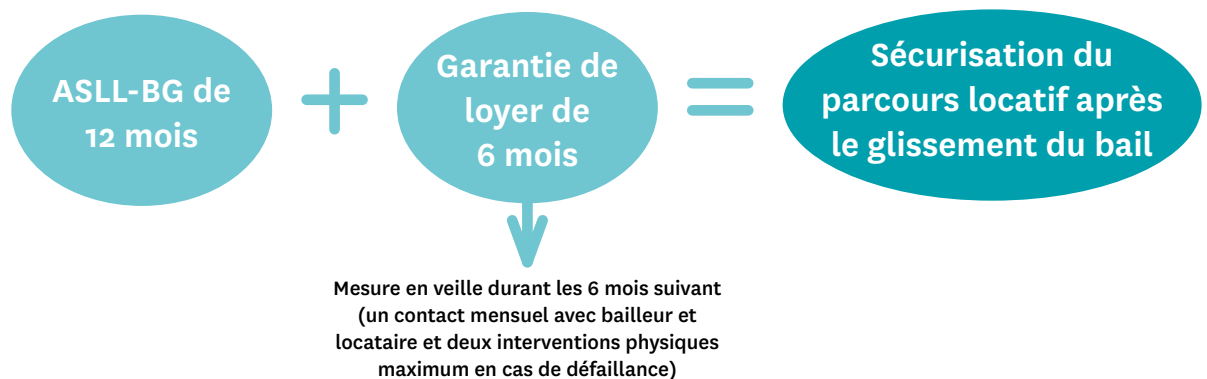 ASLL-BG de
12 mois
+
Garantie de
loyer de
6 mois
=
Sécurisation du
parcours locatif après
le glissement du bail
Mesure en veille durant les 6 mois suivant
(un contact mensuel avec bailleur et
locataire et deux interventions physiques
maximum en cas de défaillance)